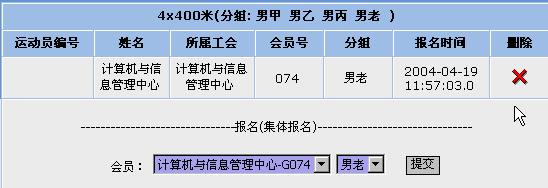 4x400米(分组: 男甲 男乙 男丙 男老 )
运动员编号 姓名 所属工会 会员号 分组 报名时间 删除
计算机与信息管理中心 计算机与信息管理中心 074 男老 2004-04-19 11:57:03.0
-------------------------------报名(集体报名)-------------------------------
会员： 计算机与信息管理中心-G074 男老 提交